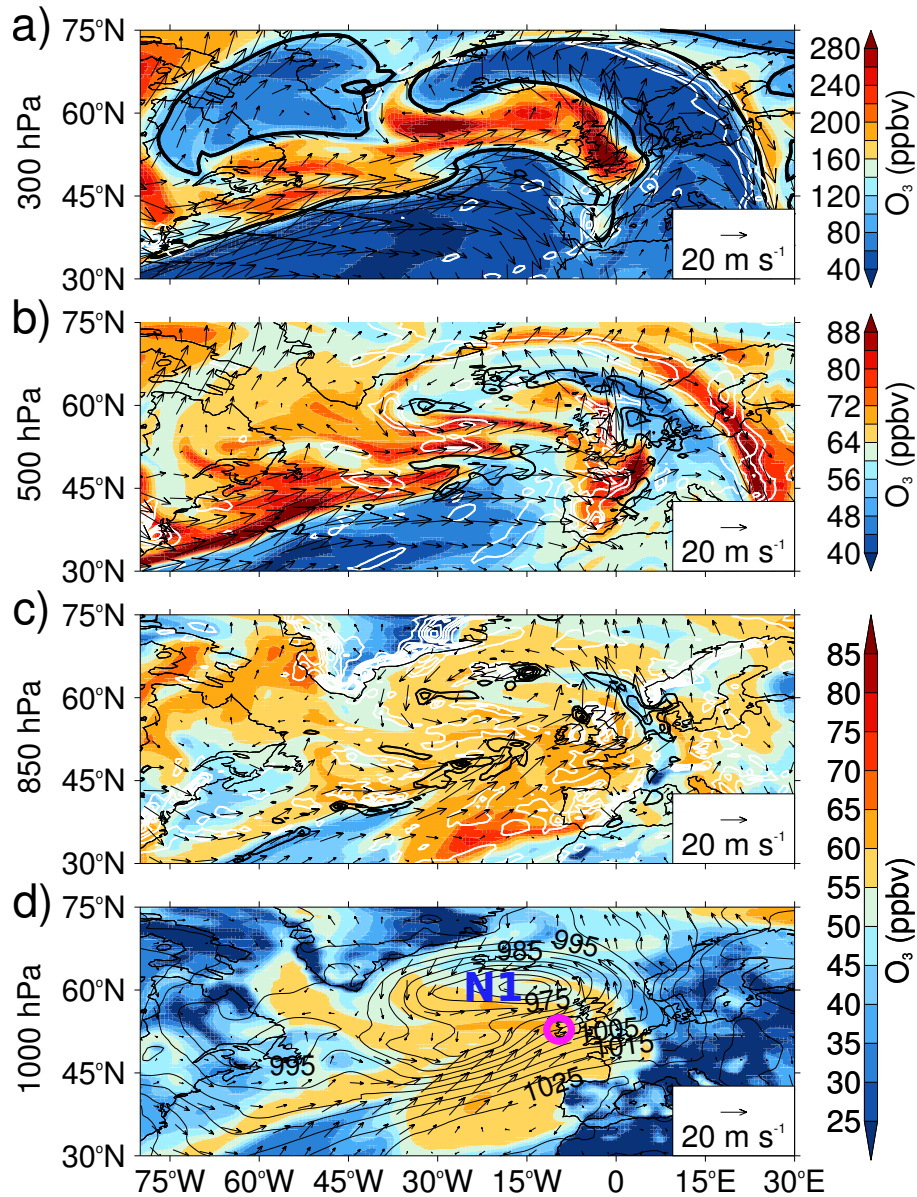 a)
300 hPa
75°N
60°N
45°N
30°N
20 m s-1
280
240
200
160
120
80
40
O3 (ppbv)
b)
500 hPa
75°N
60°N
45°N
30°N
20 m s-1
88
80
72
64
56
48
40
O3 (ppbv)
c)
850 hPa
75°N
60°N
45°N
30°N
20 m s-1
d)
1000 hPa
75°N
60°N
45°N
30°N
985
995
N1
975
1005
1015
995
1025
20 m s-1
75°W
60°W
45°W
30°W
15°W
0
15°E
30°E
85
80
75
70
65
60
55
50
45
40
35
30
25
O3 (ppbv)